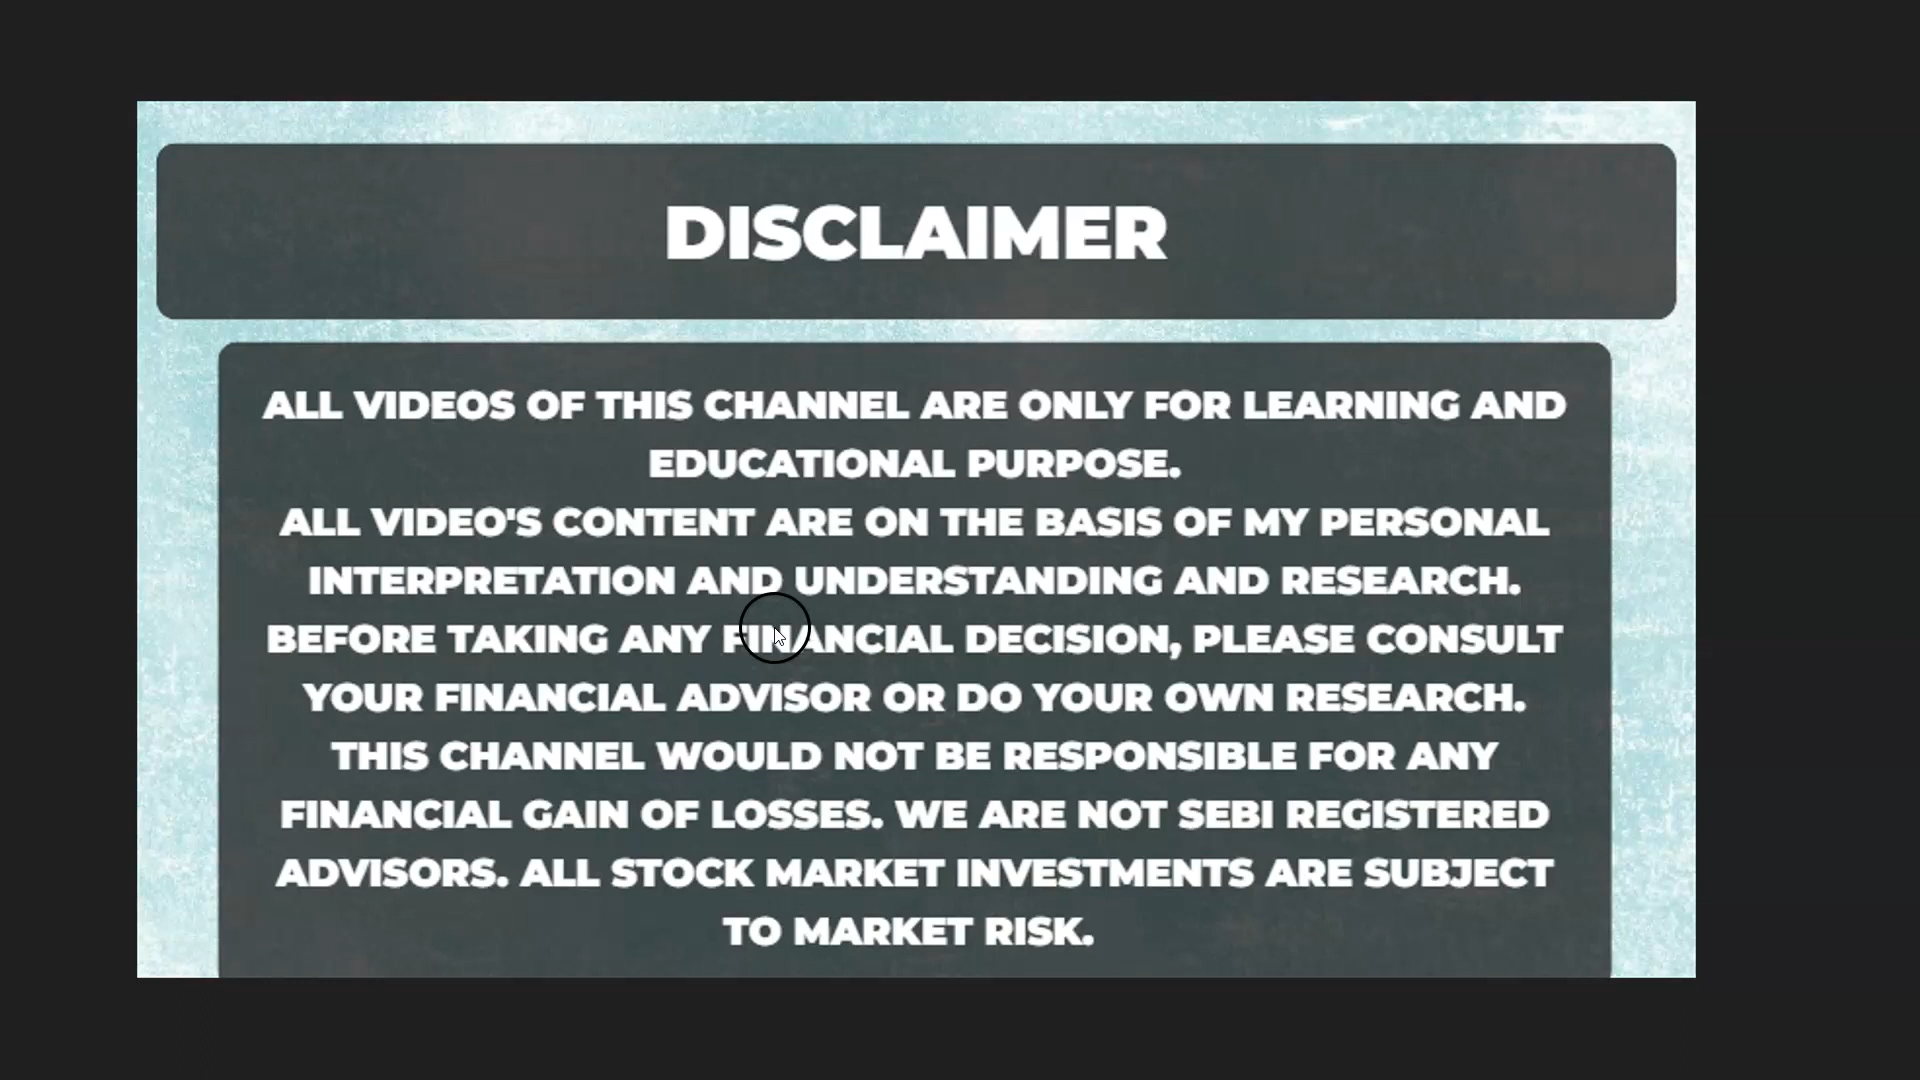 DISCLAIMER
ALL VIDEOS OF THIS CHANNEL ARE ONLY FOR LEARNING AND
EDUCATIONAL PURPOSE.
ALL VIDEO'S CONTENT ARE ON THE BASIS OF MY PERSONAL
INTERPRETATION AND UNDERSTANDING AND RESEARCH.
BEFORE TAKING ANY FINANCIAL DECISION, PLEASE CONSULT
YOUR FINANCIAL ADVISOR OR DO YOUR OWN RESEARCH.
THIS CHANNEL WOULD NOT BE RESPONSIBLE FOR ANY
FINANCIAL GAIN OF LOSSES. WE ARE NOT SEBI REGISTERED
ADVISORS. ALL STOCK MARKET INVESTMENTS ARE SUBJECT
TO MARKET RISK.